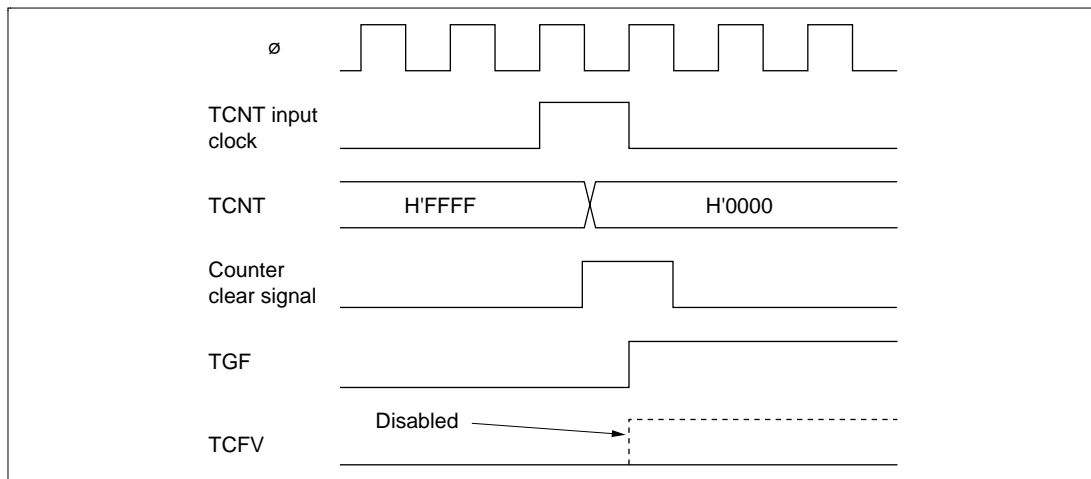 ø
TCNT input
clock
TCNT
H'FFFF
H'0000
Counter
clear signal
TGF
Disabled
TCFV